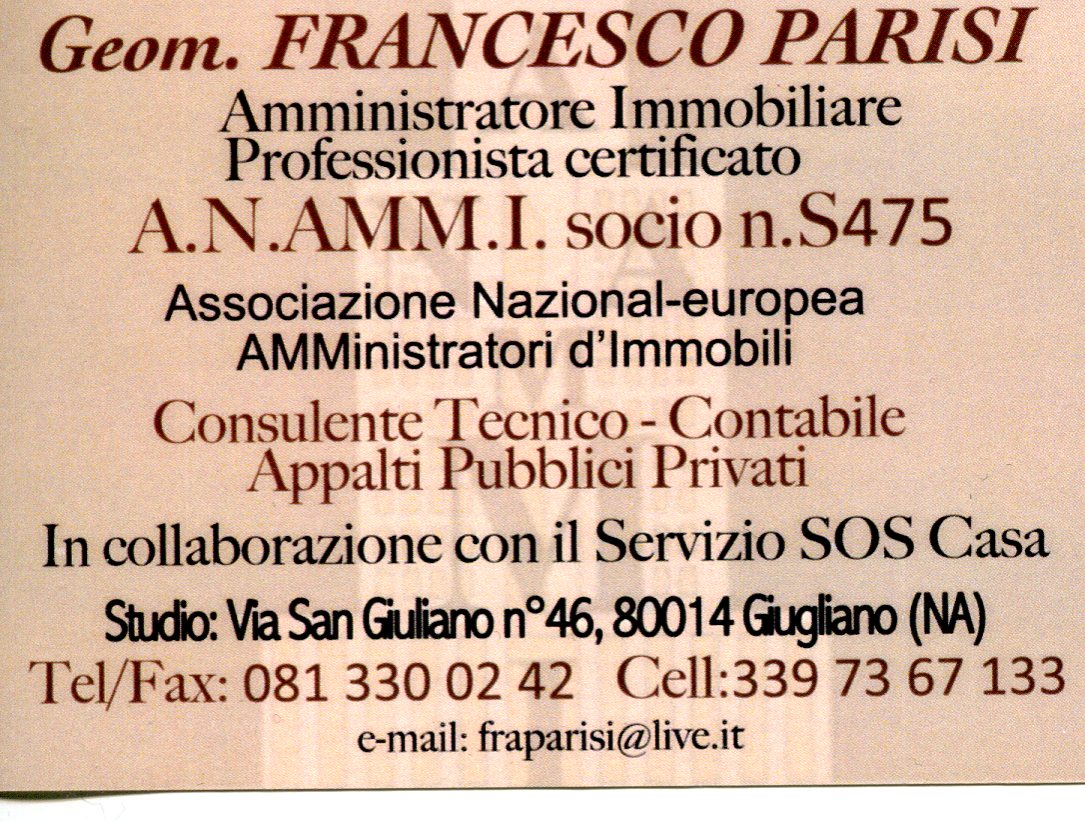 Geom. FRANCESCO PARISI
Amministratore Immobiliare
Professionista certificato
A.N.AMM.I. socio n.S475
Associazione Nazional-europea
AMMinistratori d'Immobili
Consulente Tecnico - Contabile
Appalti Pubblici Privati
In collaborazione con il Servizio SOS Casa
Studio: Via San Giuliano n°46, 80014 Giugliano (NA)
Tel/Fax: 081 330 02 42 Cell:339 73 67 133
e-mail: fraparisi@live.it